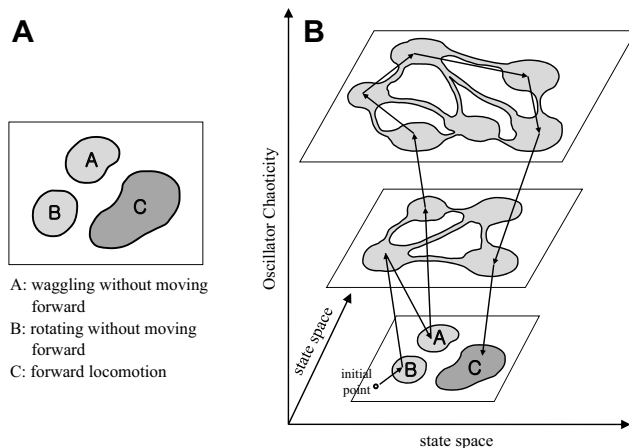 A
B
A
B
C
A: waggling without moving
forward
B: rotating without moving
forward
C: forward locomotion
Oscillator Chaoticity
state space
initial
point
A
B
C
state space